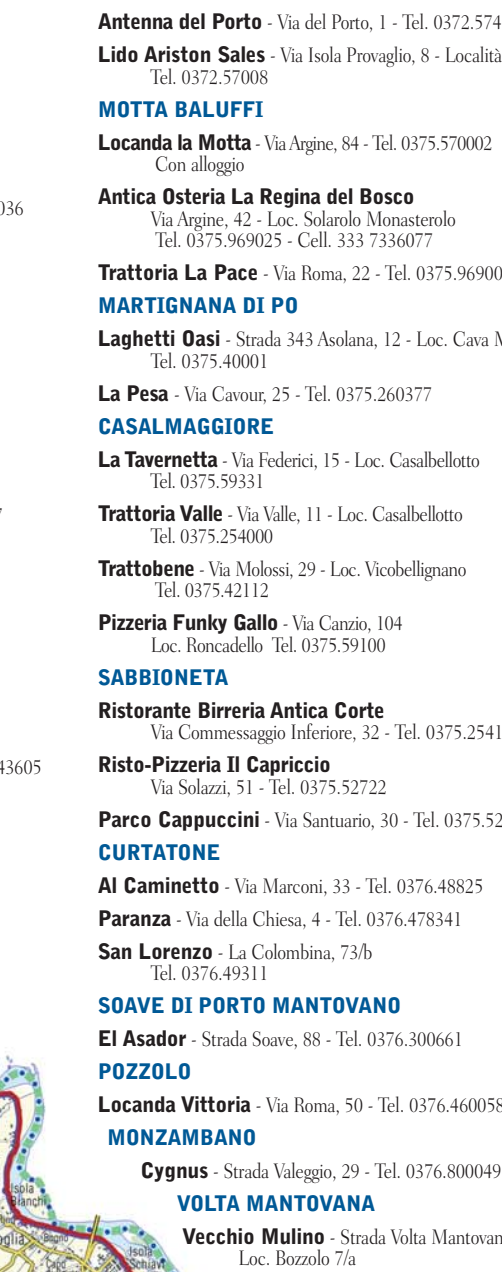 Antenna del Porto - Via del Porto, 1 - Tel. 0372.574
Lido Ariston Sales - Via Isola Provaglio, 8 - Località
Tel. 0372.57008
MOTTA BALUFFI
Locanda la Motta - Via Argine, 84 - Tel. 0375.570002
Con alloggio
036
Antica Osteria La Regina del Bosco
Via Argine, 42 - Loc. Solarolo Monasterolo
Tel. 0375.969025 - Cell. 333 7336077
Trattoria La Pace - Via Roma, 22 - Tel. 0375.96900
MARTIGNANA DI PO
Laghetti Oasi - Strada 343 Asolana, 12 - Loc. Cava
Tel. 0375.40001
La Pesa - Via Cavour, 25 - Tel. 0375.260377
CASALMAGGIORE
La Tavernetta - Via Federici, 15 - Loc. Casalbellotto
Tel. 0375.59331
Trattoria Valle - Via Valle, 11 - Loc. Casalbellotto
Tel. 0375.254000
Trattobene - Via Molossi, 29 - Loc. Vicobellignano
Tel. 0375.42112
Pizzeria Funky Gallo - Via Canzio, 104
Loc. Roncadello Tel. 0375.59100
SABBIONETA
Ristorante Birreria Antica Corte
Via Commessaggio Inferiore, 32 - Tel. 0375.2541
43605
Risto-Pizzeria Il Capriccio
Via Solazzi, 51 - Tel. 0375.52722
Parco Cappuccini - Via Santuario, 30 - Tel. 0375.52
CURTATONE
Al Caminetto - Via Marconi, 33 - Tel. 0376.48825
Paranza - Via della Chiesa, 4 - Tel. 0376.478341
San Lorenzo - La Colombina, 73/b
Tel. 0376.49311
SOAVE DI PORTO MANTOVANO
El Asador - Strada Soave, 88 - Tel. 0376.300661
POZZOLO
Locanda Vittoria - Via Roma, 50 - Tel. 0376.460058
MONZAMBANO
Cygnus - Strada Valeggio, 29 - Tel. 0376.800049
VOLTA MANTOVANA
Vecchio Mulino - Strada Volta Mantovan
Loc. Bozzolo 7/a
Isola
Bianchi
Isola
Schiavi